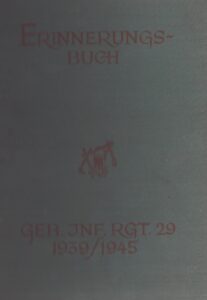 ERINNERUNGS-
BUCH
GEB. INF. RGT. 29
1939/1945